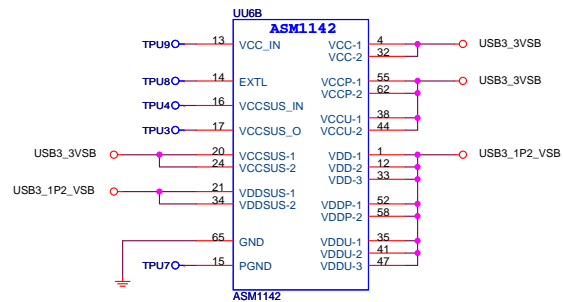 UU6B
ASM1142
TPU9 13 VCC_IN VCC-1 4 USB3_3VSB
VCC-2 32
TPU8 14 EXTL VCCP-1 55 USB3_3VSB
VCCP-2 62
TPU4 16 VCCSUS_IN
VCCU-1 38
TPU3 17 VCCSUS_O VCCU-2 44
USB3_3VSB 20 VCCSUS-1 VDD-1 1 USB3_1P2_VSB
24 VCCSUS-2 VDD-2 12
VDD-3 33
USB3_1P2_VSB 21 VDDSUS-1
34 VDDSUS-2 VDDP-1 52
VDDP-2 58
65 GND VDDU-1 35
VDDU-2 41
TPU7 15 PGND VDDU-3 47
ASM1142